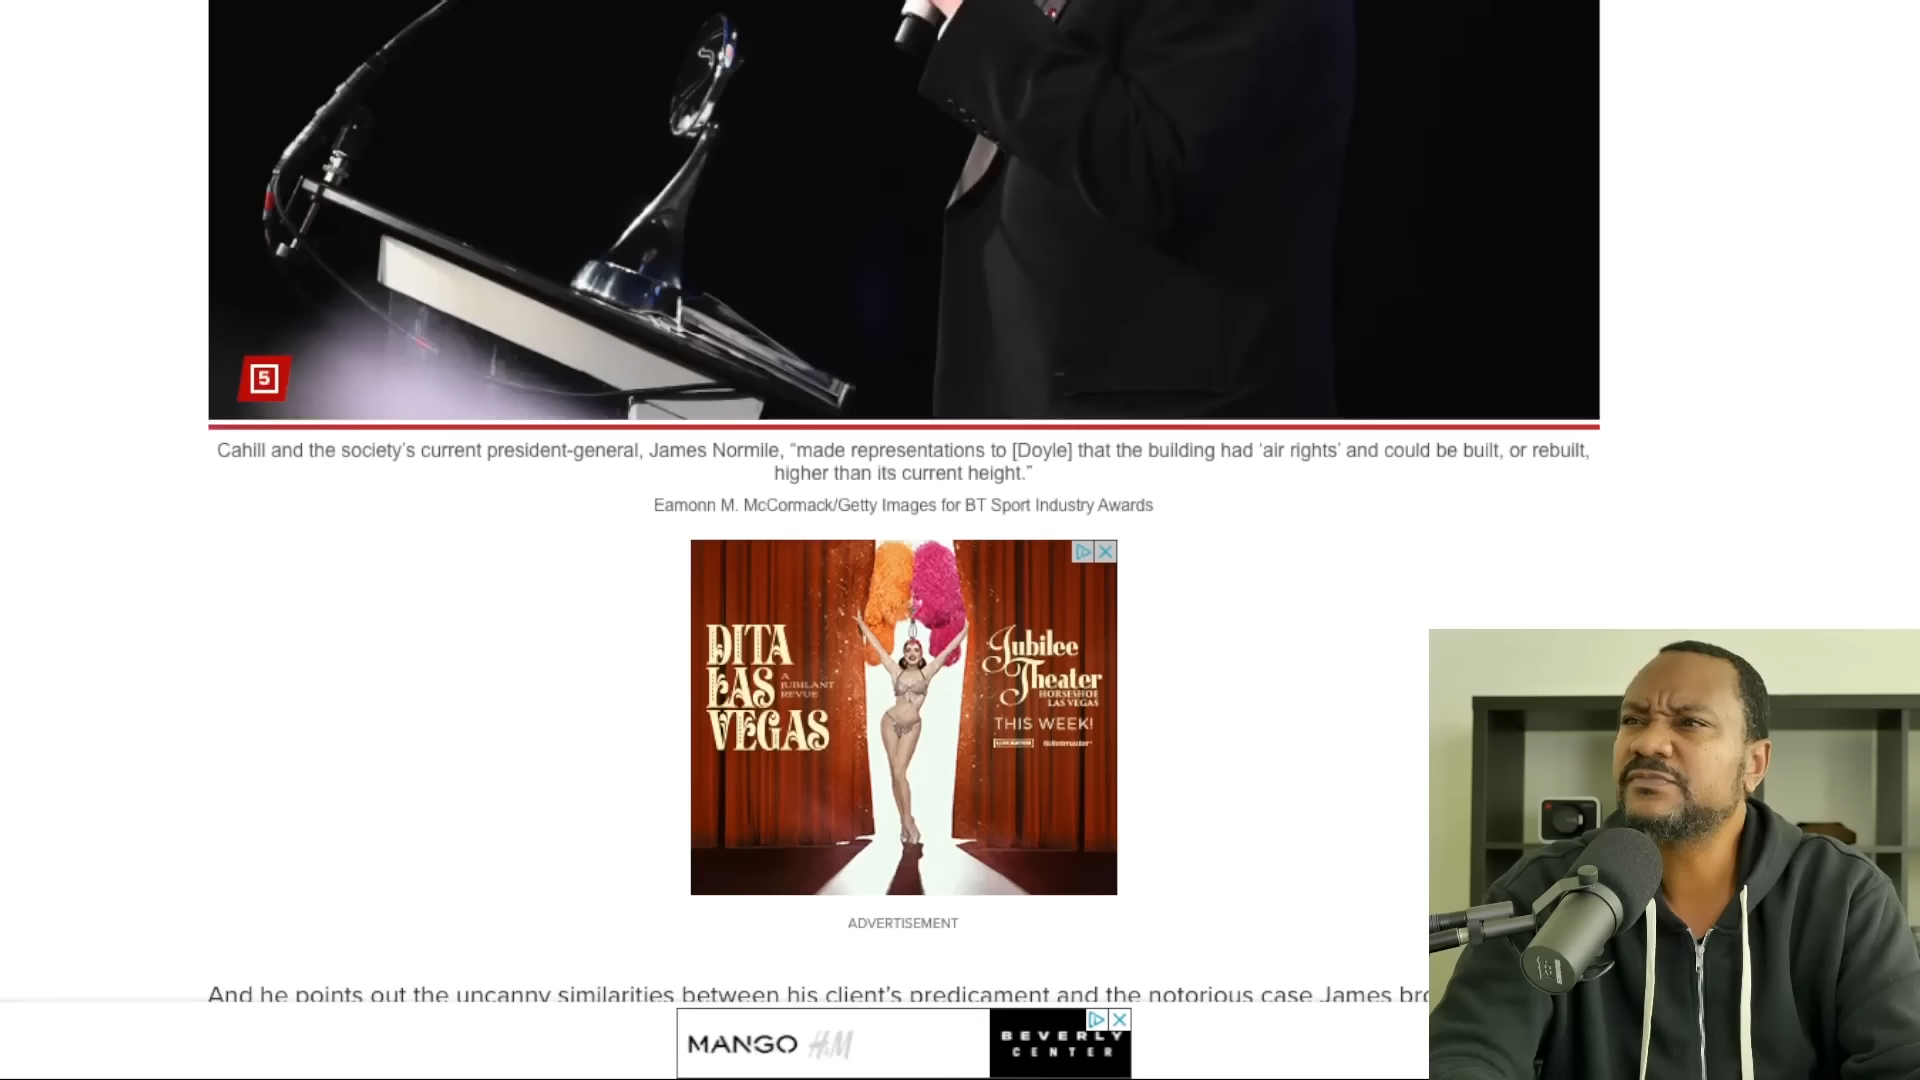 5
Cahill and the society’s current president-general, James Normile, “made representations to [Doyle] that the building had ‘air rights’ and could be built, or rebuilt,
higher than its current height.”
Eamonn M. McCormack/Getty Images for BT Sport Industry Awards
DITA
LAS
VEGAS
A
JUBILANT
REVUE
Jubilee
Theater
HORSESHOE
LAS VEGAS
THIS WEEK!
ticketmaster
ADVERTISEMENT
And he points out the uncanny similarities between his client’s predicament and the notorious case James bro
MANGO H&M
BEVERLY
CENTER